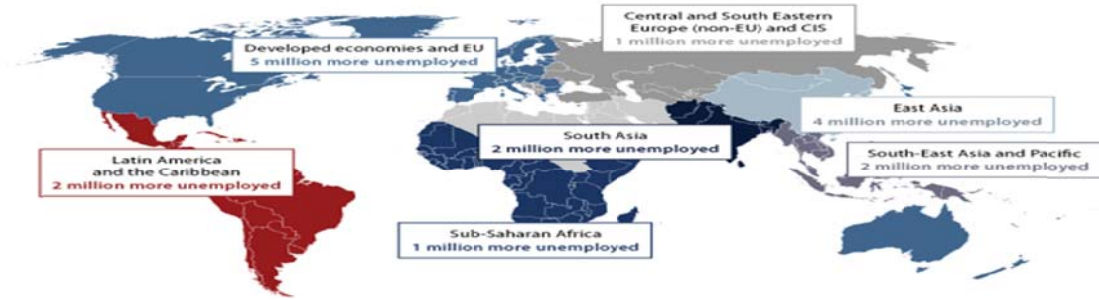 Central and South Eastern
Europe (non-EU) and CIS
1 million more unemployed
Developed economies and EU
5 million more unemployed
East Asia
4 million more unemployed
South Asia
2 million more unemployed
South-East Asia and Pacific
2 million more unemployed
Latin America
and the Caribbean
2 million more unemployed
Sub-Saharan Africa
1 million more unemployed